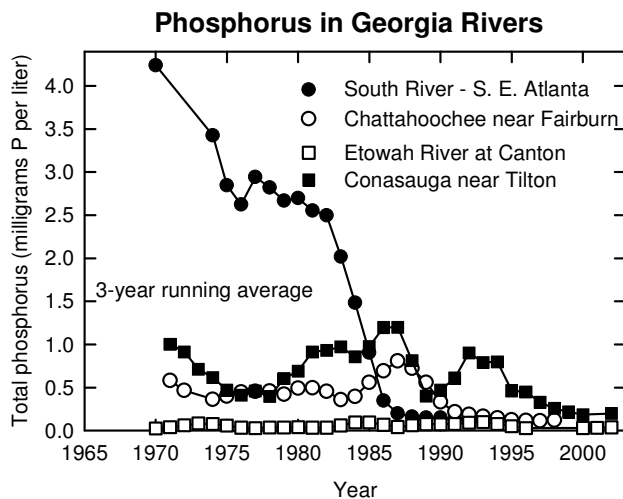 Phosphorus in Georgia Rivers
Total phosphorus (milligrams P per liter)
4.0
3.5
3.0
2.5
2.0
1.5
1.0
0.5
0.0
South River - S. E. Atlanta
Chattahoochee near Fairburn
Etowah River at Canton
Conasauga near Tilton
3-year running average
1965 1970 1975 1980 1985 1990 1995 2000
Year